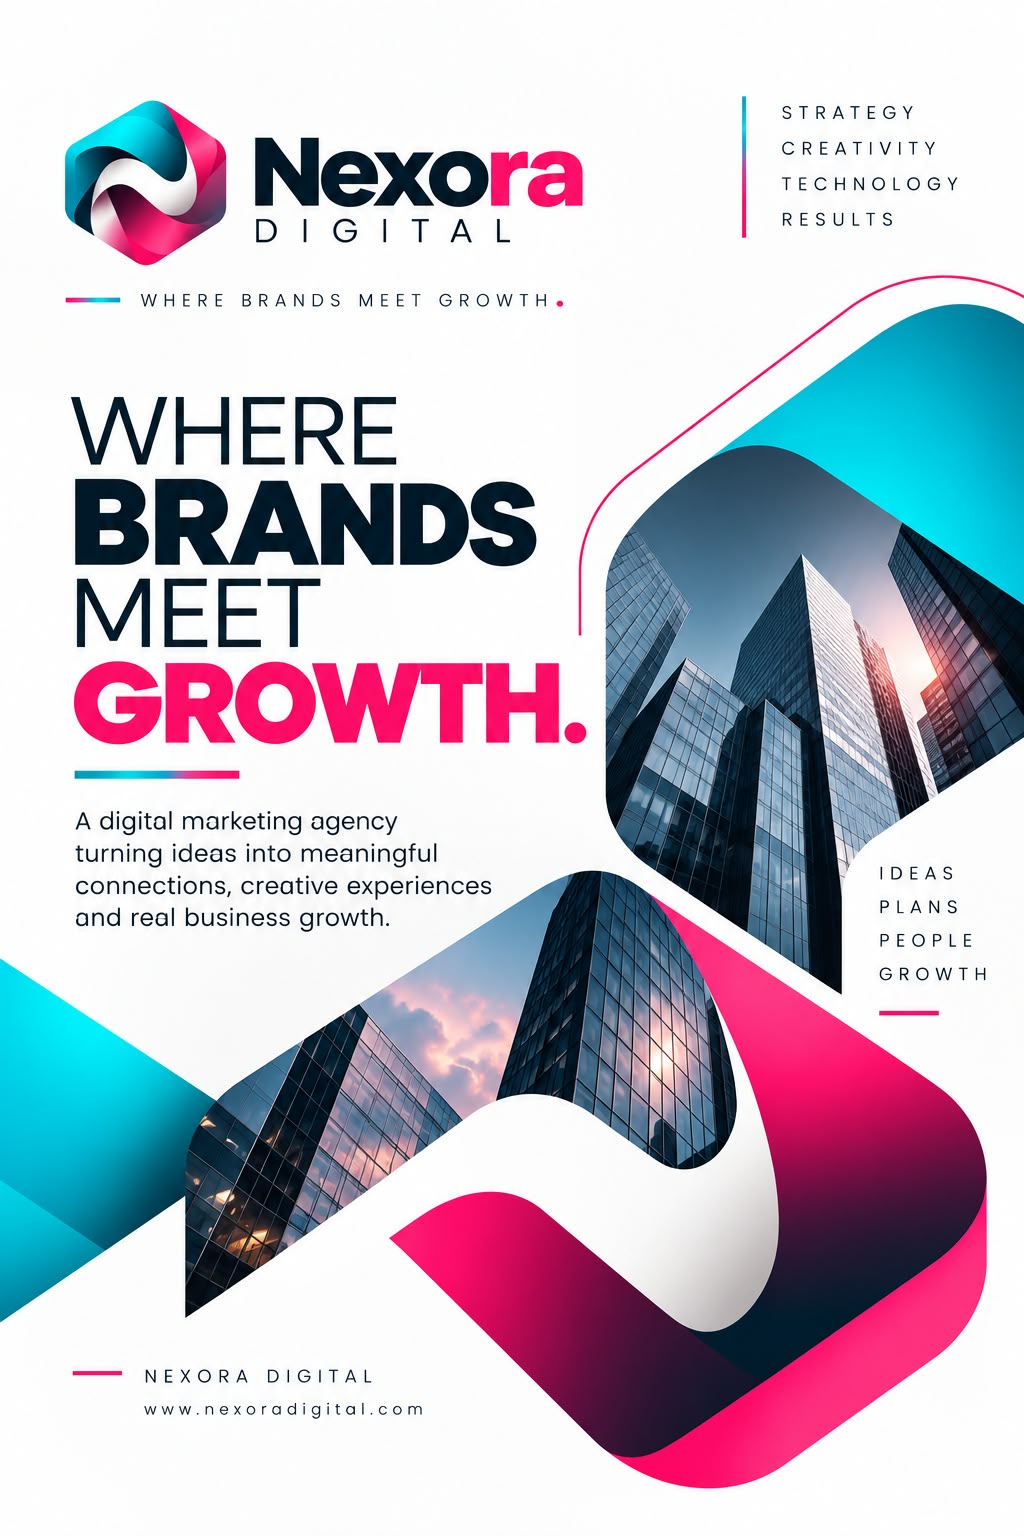 Nexora
DIGITAL
WHERE BRANDS MEET GROWTH.
STRATEGY
CREATIVITY
TECHNOLOGY
RESULTS
WHERE
BRANDS
MEET
GROWTH.
A digital marketing agency
turning ideas into meaningful
connections, creative experiences
and real business growth.
IDEAS
PLANS
PEOPLE
GROWTH
NEXORA DIGITAL
www.nexoradigital.com